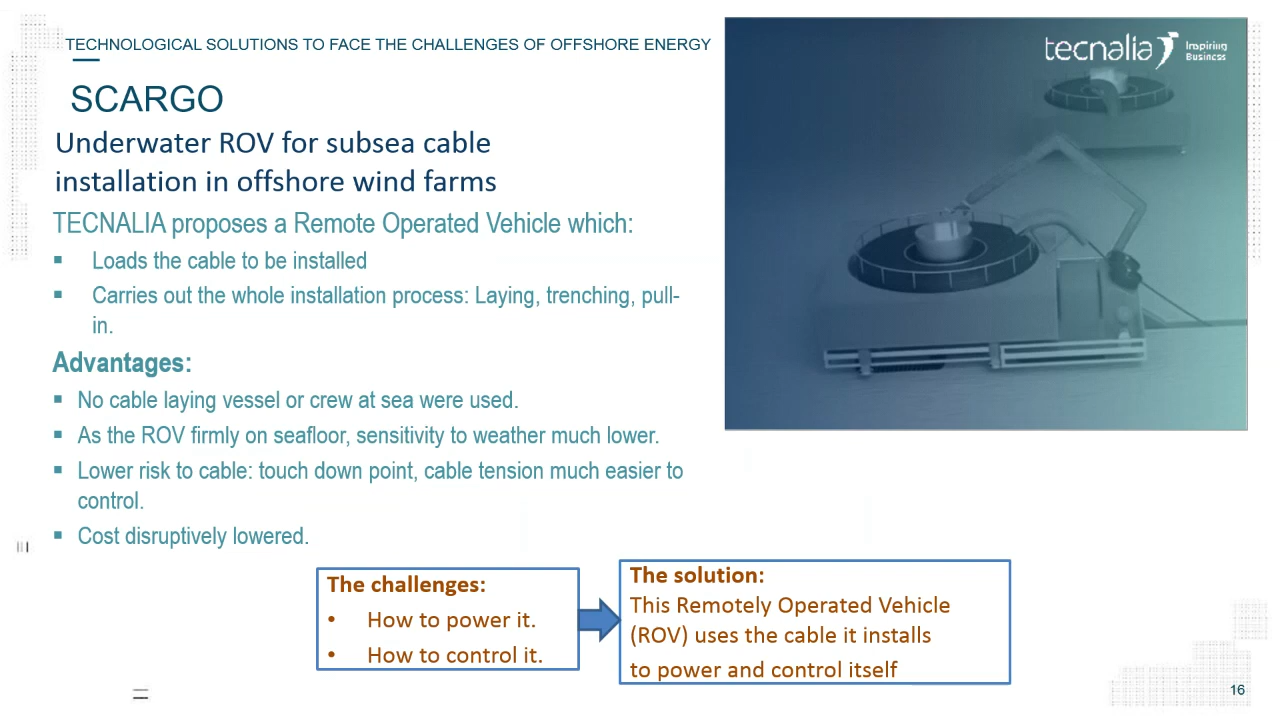 TECHNOLOGICAL SOLUTIONS TO FACE THE CHALLENGES OF OFFSHORE ENERGY
tecnalia Inspiring
Business
SCARGO
Underwater ROV for subsea cable
installation in offshore wind farms
TECNALIA proposes a Remote Operated Vehicle which:
▪ Loads the cable to be installed
▪ Carries out the whole installation process: Laying, trenching, pull-
in.
Advantages:
▪ No cable laying vessel or crew at sea were used.
▪ As the ROV firmly on seafloor, sensitivity to weather much lower.
▪ Lower risk to cable: touch down point, cable tension much easier to
control.
▪ Cost disruptively lowered.
The challenges:
• How to power it.
• How to control it.
The solution:
This Remotely Operated Vehicle
(ROV) uses the cable it installs
to power and control itself
16